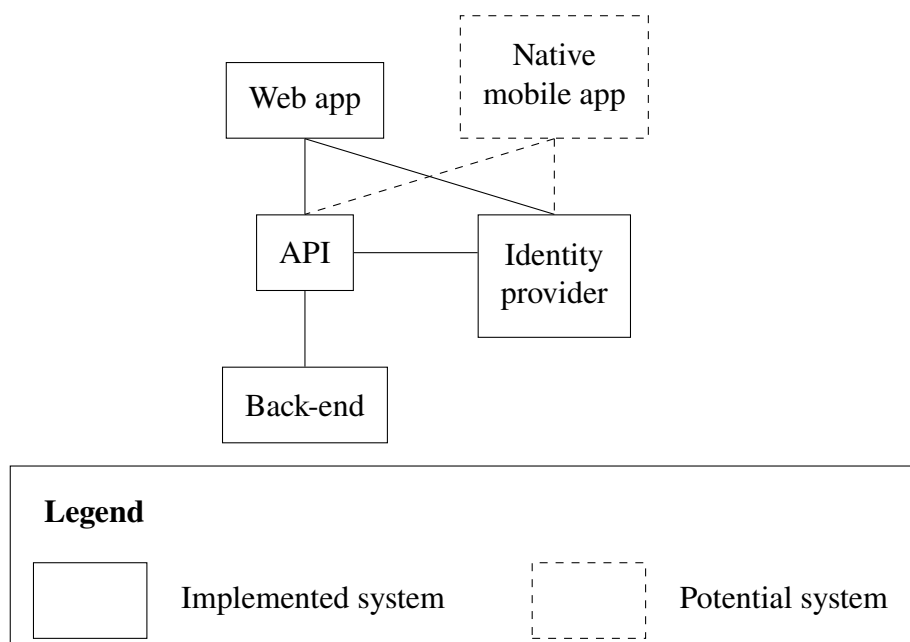 Native
mobile app
Web app
API
Identity
provider
Back-end
Legend
Implemented system
Potential system